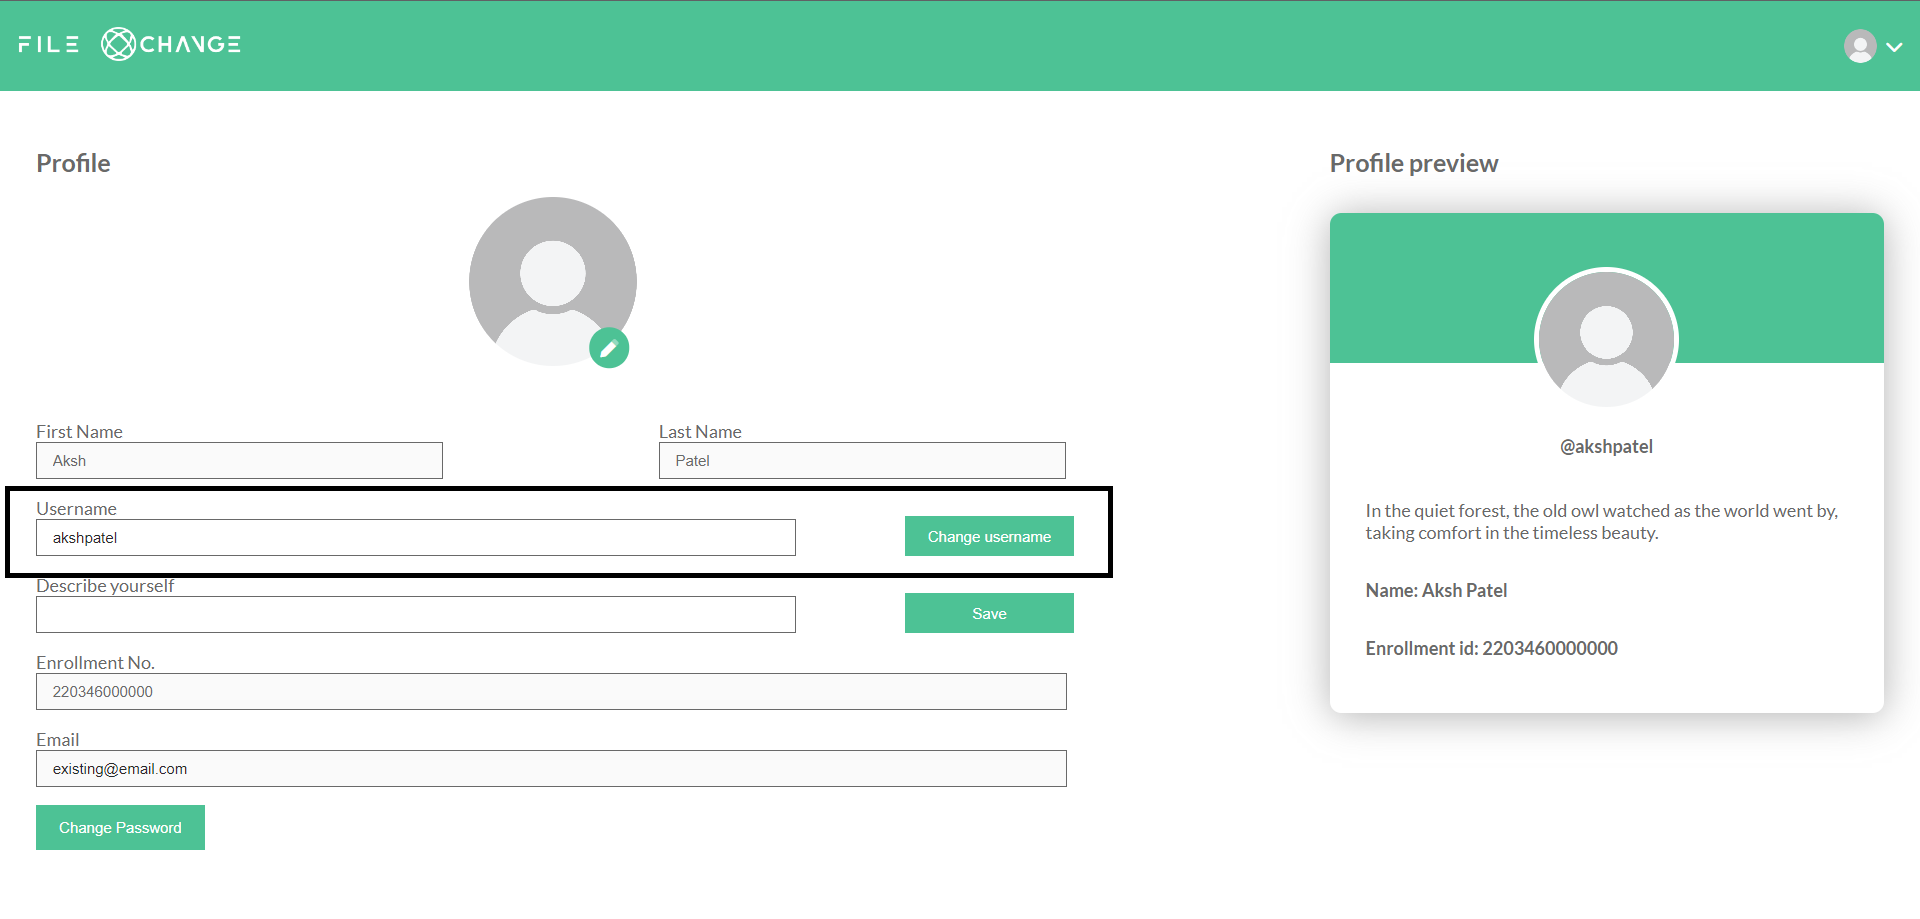 FILE XCHANGE
Profile
Profile preview
First Name
Last Name
Aksh
Patel
Username
akshpatel
Change username
Describe yourself
Save
Enrollment No.
220346000000
Email
existing@email.com
Change Password
@akshpatel
In the quiet forest, the old owl watched as the world went by,
taking comfort in the timeless beauty.
Name: Aksh Patel
Enrollment id: 2203460000000